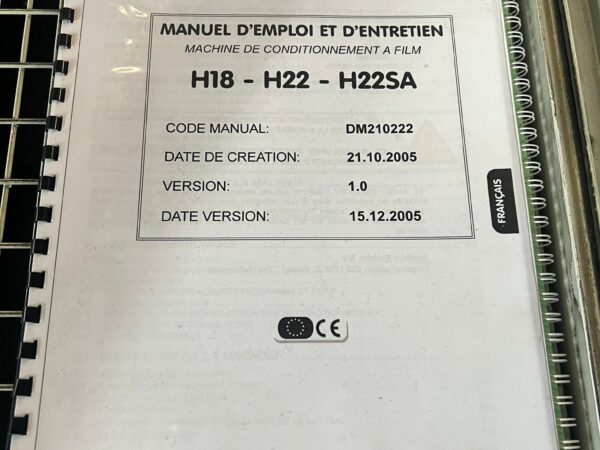 MANUEL D'EMPLOI ET D'ENTRETIEN
MACHINE DE CONDITIONNEMENT A FILM
H18 - H22 - H22SA
CODE MANUAL: DM210222
DATE DE CREATION: 21.10.2005
VERSION: 1.0
DATE VERSION: 15.12.2005
FRANÇAIS
CE